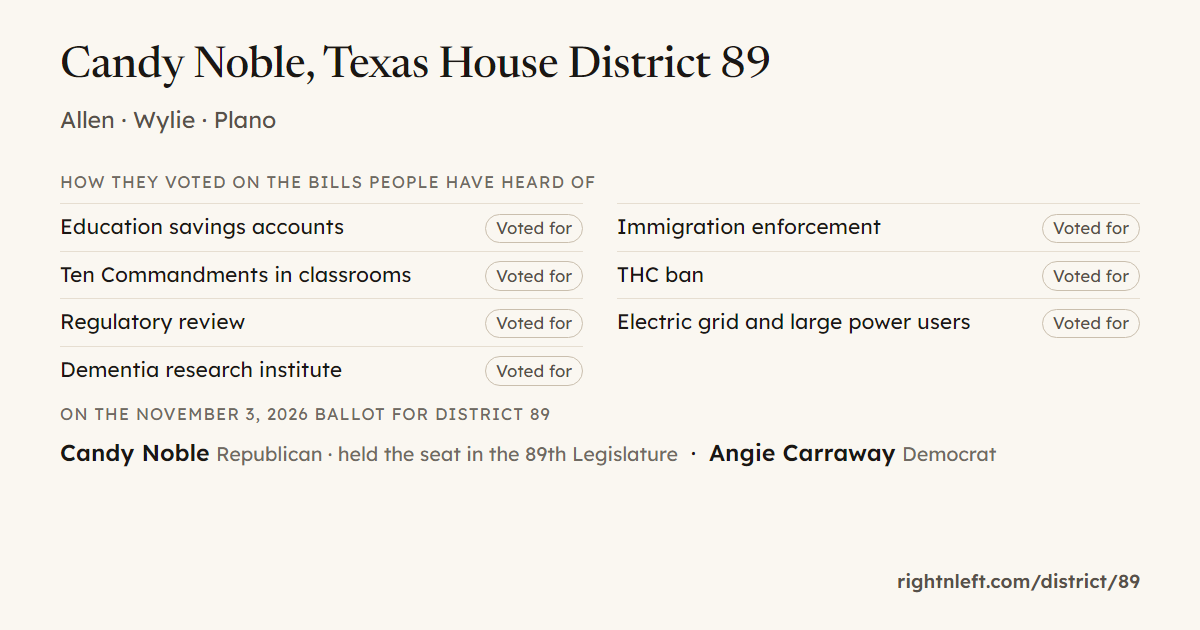 Candy Noble, Texas House District 89
Allen · Wylie · Plano
HOW THEY VOTED ON THE BILLS PEOPLE HAVE HEARD OF
Education savings accounts Voted for
Ten Commandments in classrooms Voted for
Regulatory review Voted for
Dementia research institute Voted for
Immigration enforcement Voted for
THC ban Voted for
Electric grid and large power users Voted for
ON THE NOVEMBER 3, 2026 BALLOT FOR DISTRICT 89
Candy Noble Republican · held the seat in the 89th Legislature · Angie Carraway Democrat
rightnleft.com/district/89